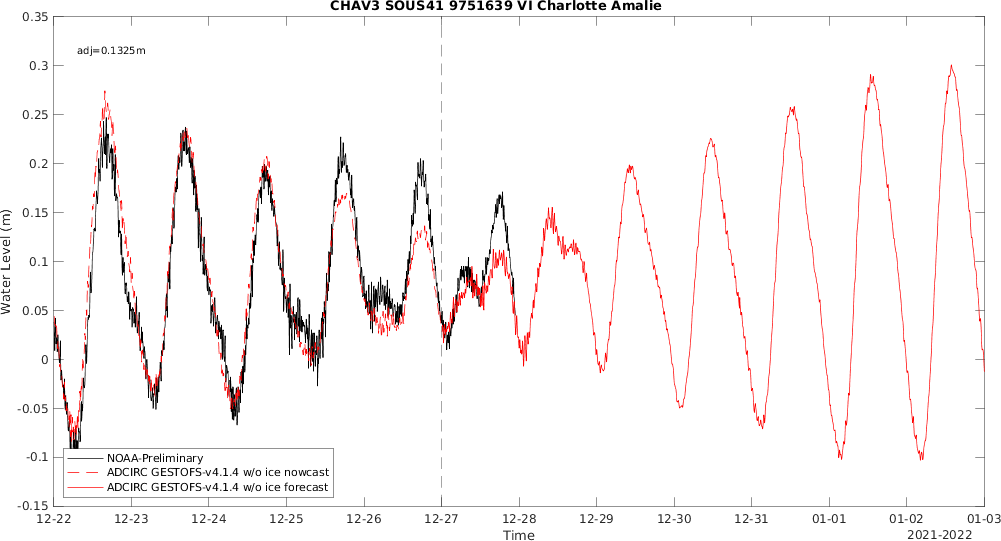 CHAV3 SOUS41 9751639 VI Charlotte Amalie
0.35
adj=0.1325m
0.3
0.25
0.2
0.15
0.1
0.05
0
-0.05
-0.1
-0.15
Water Level (m)
NOAA-Preliminary
ADCIRC GESTOFS-v4.1.4 w/o ice nowcast
ADCIRC GESTOFS-v4.1.4 w/o ice forecast
12-22 12-23 12-24 12-25 12-26 12-27 12-28 12-29 12-30 12-31 01-01 01-02 01-03
Time
2021-2022